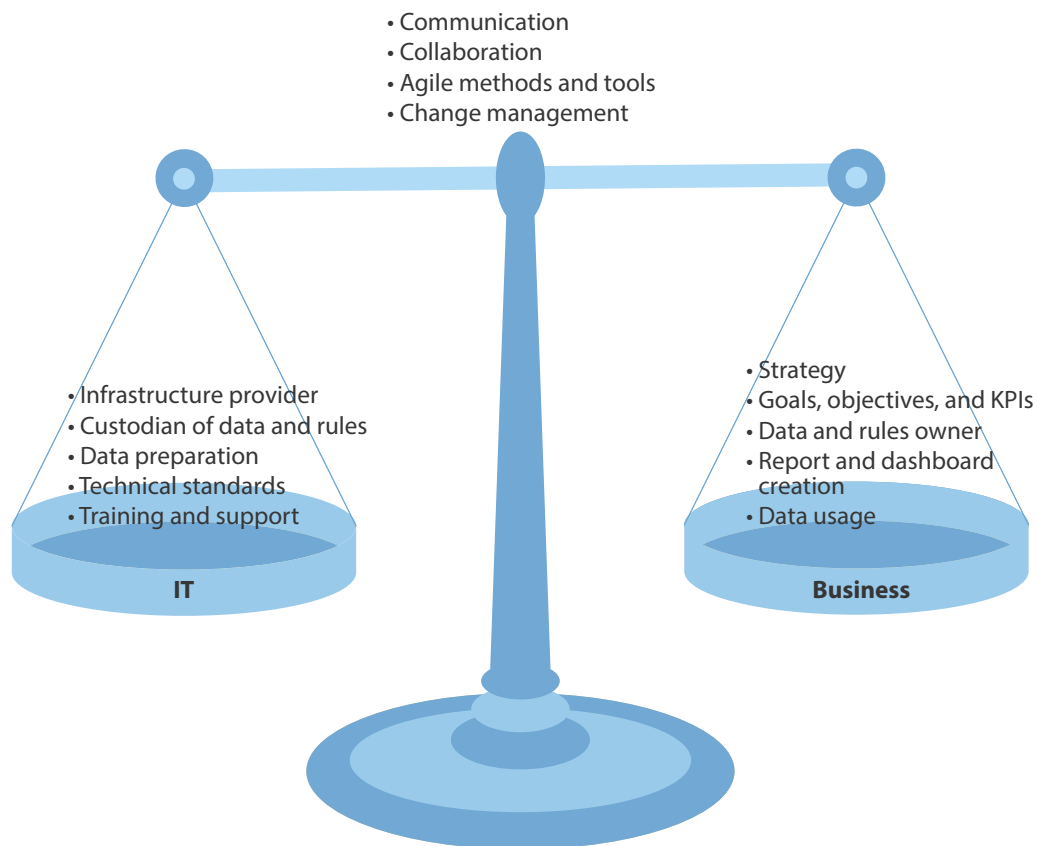 • Communication
• Collaboration
• Agile methods and tools
• Change management
• Infrastructure provider
• Custodian of data and rules
• Data preparation
• Technical standards
• Training and support
IT
• Strategy
• Goals, objectives, and KPIs
• Data and rules owner
• Report and dashboard
creation
• Data usage
Business